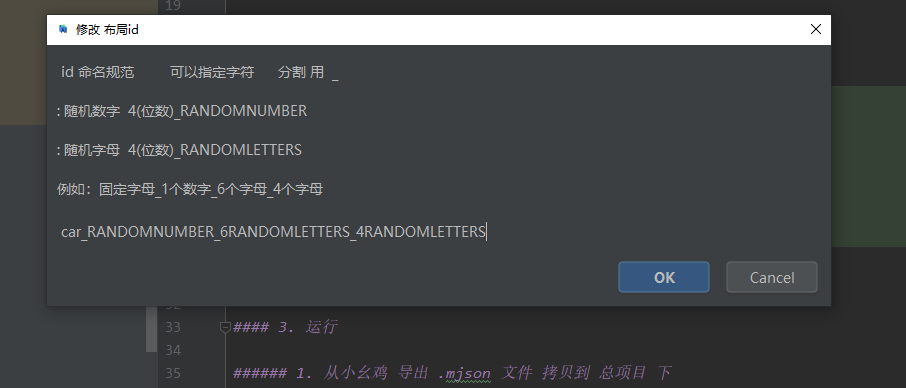 19
修改 布局id
id 命名规范 可以指定字符 分割 用 _
: 随机数字 4(位数)_RANDOMNUMBER
: 随机字母 4(位数)_RANDOMLETTERS
例如：固定字母_1个数字_6个字母_4个字母
car_RANDOMNUMBER_6RANDOMLETTERS_4RANDOMLETTERS
OK Cancel
33 #### 3. 运行
34
35 ###### 1. 从小幺鸡 导出 .mjson 文件 拷贝到 总项目 下